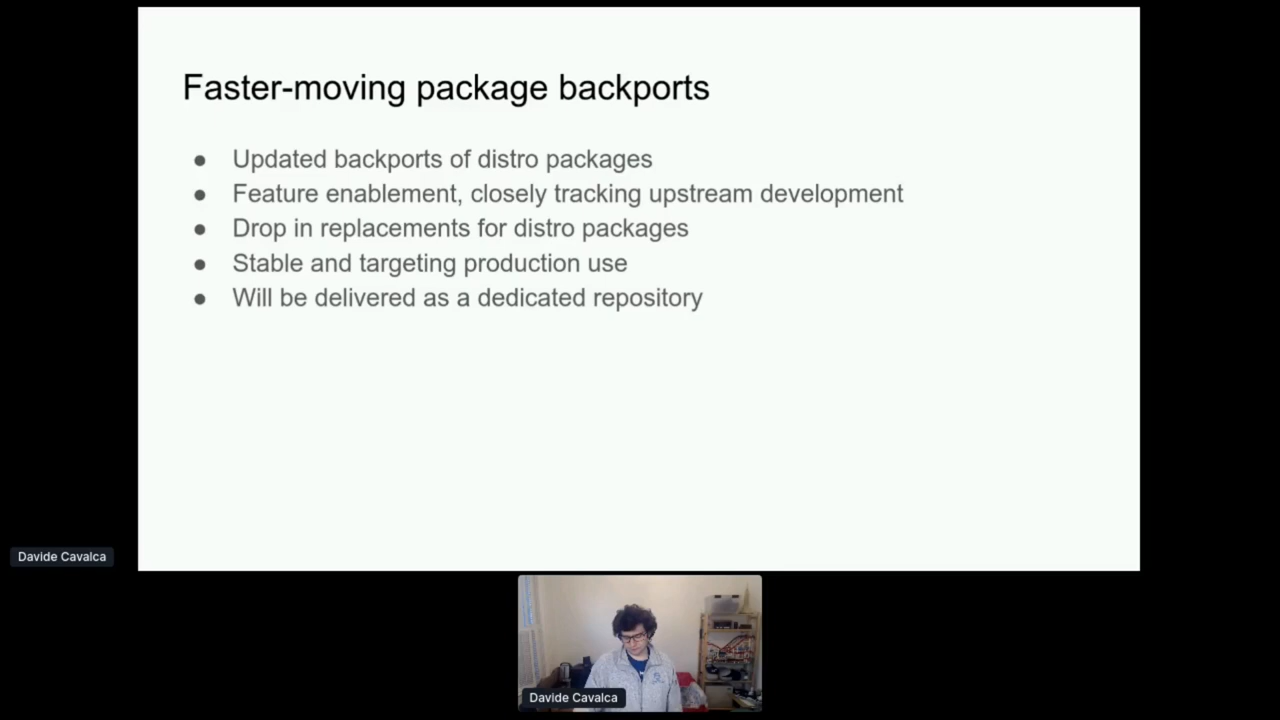 Faster-moving package backports
● Updated backports of distro packages
● Feature enablement, closely tracking upstream development
● Drop in replacements for distro packages
● Stable and targeting production use
● Will be delivered as a dedicated repository
Davide Cavalca
Davide Cavalca